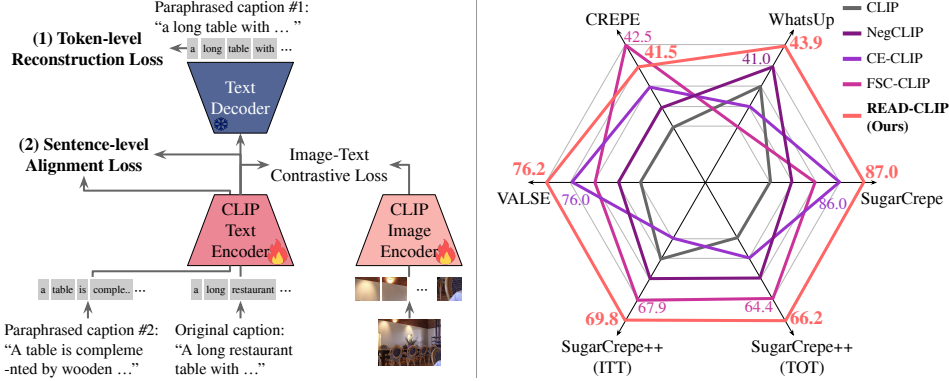 Paraphrased caption #1:
“a long table with … ”
a long table with ...
(1) Token-level
Reconstruction Loss
Text
Decoder
(2) Sentence-level
Alignment Loss
Image-Text
Contrastive Loss
CLIP
Text
Encoder
CLIP
Image
Encoder
a table is comple.. ...
a long restaurant ...
...
Paraphrased caption #2:
“A table is compleme
-nted by wooden …”
Original caption:
“A long restaurant
table with …”
CREPE
42.5
41.5
WhatsUp
43.9
41.0
CLIP
NegCLIP
CE-CLIP
FSC-CLIP
READ-CLIP
(Ours)
76.2
VALSE
76.0
87.0
SugarCrepe
86.0
69.8
67.9
64.4
66.2
SugarCrepe++
(ITT)
SugarCrepe++
(TOT)